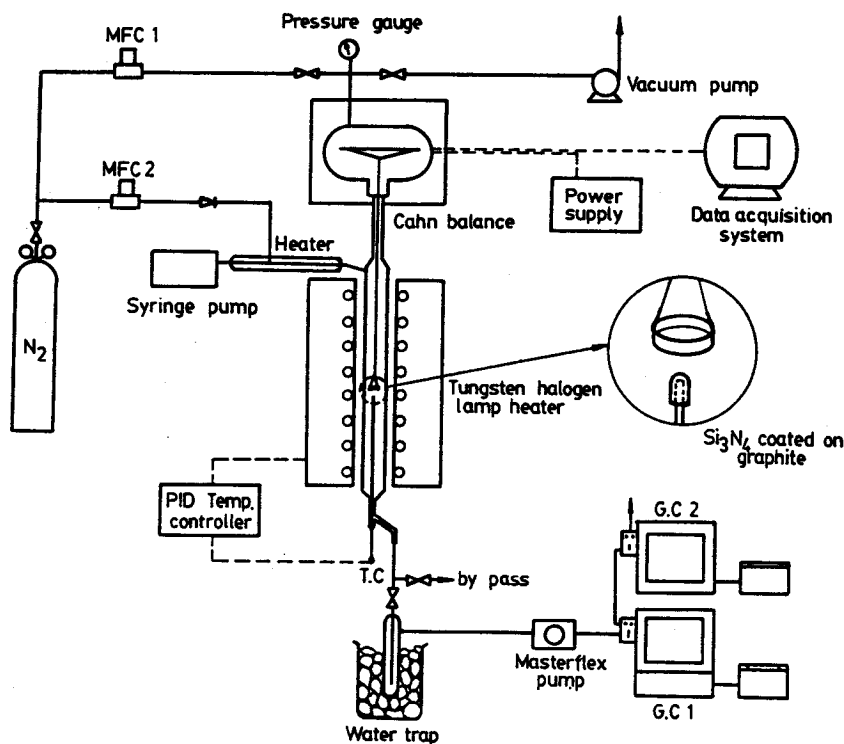 Pressure gauge
MFC 1
Vacuum pump
MFC 2
Power
supply
Cahn balance
Data acquisition
system
Heater
Syringe pump
N2
Tungsten halogen
lamp heater
Si3N4 coated on
graphite
PID Temp.
controller
G.C 2
T.C
by pass
Masterflex
pump
G.C 1
Water trap